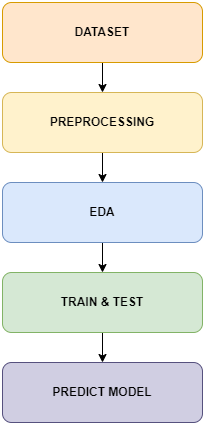 DATASET
PREPROCESSING
EDA
TRAIN & TEST
PREDICT MODEL